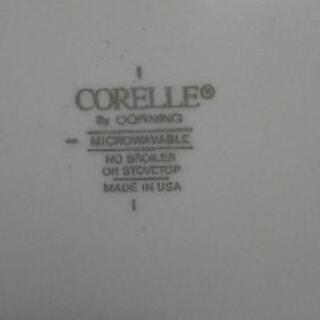 CORELLE®
By CORNING
MICROWAVABLE
NO BROILER
OR STOVETOP
MADE IN USA